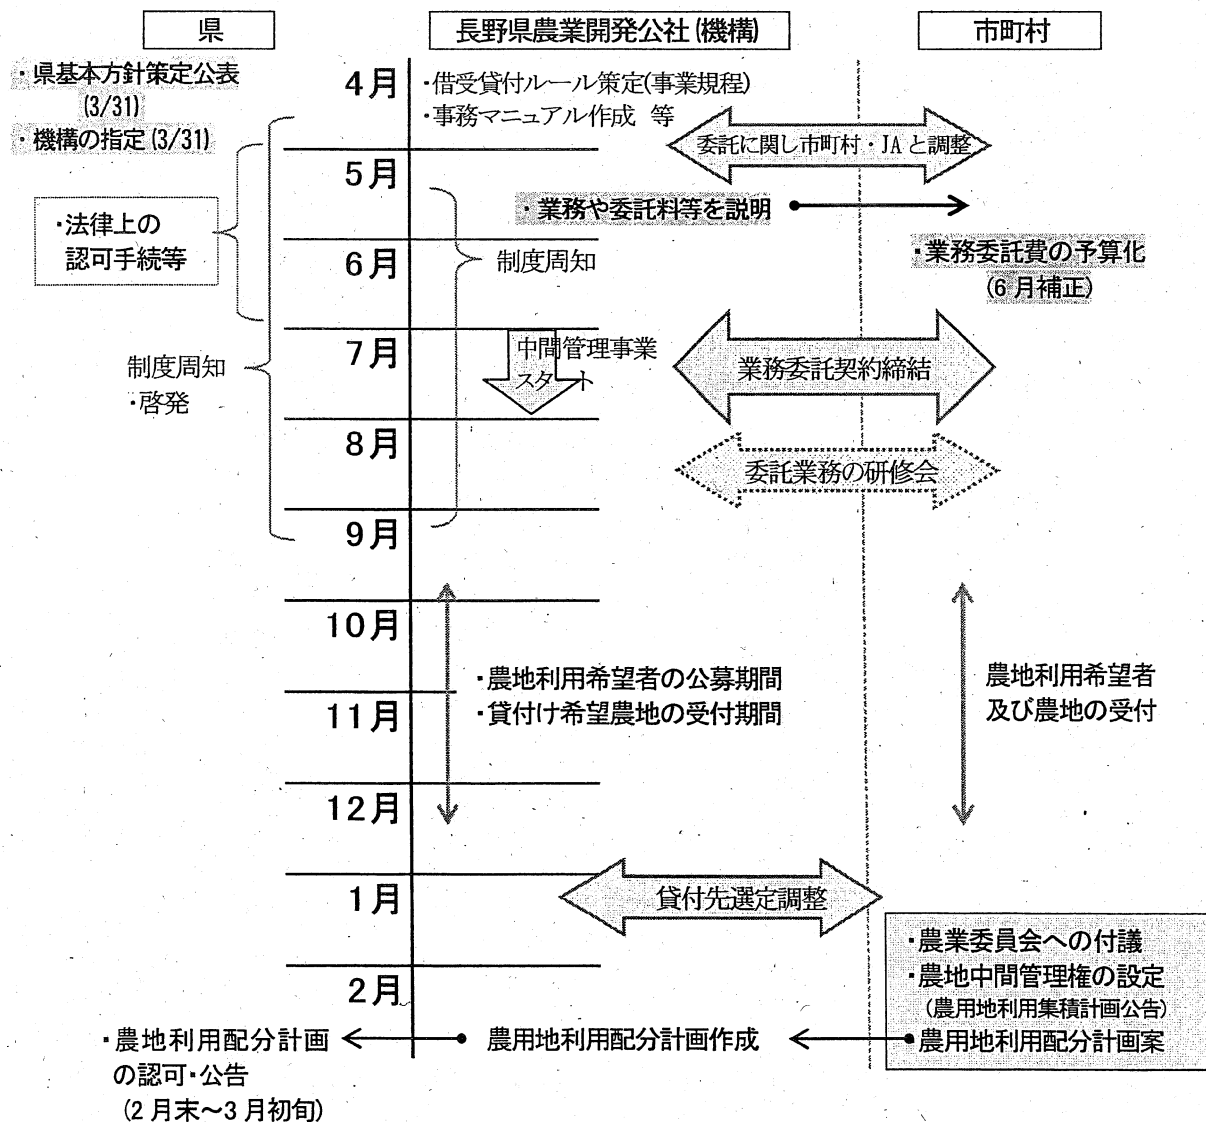 県
長野県農業開発公社(機構)
市町村
・県基本方針策定公表
(3/31)
・機構の指定(3/31)
4月
・借受貸付ルール策定(事業規程)
・事務マニュアル作成 等
委託に関し市町村・JAと調整
5月
・業務や委託料等を説明
・法律上の
認可手続等
6月
制度周知
・業務委託費の予算化
(6月補正)
7月
中間管理事業
スタート
業務委託契約締結
制度周知
・啓発
8月
委託業務の研修会
9月
10月
・農地利用希望者の公募期間
・貸付け希望農地の受付期間
農地利用希望者
及び農地の受付
11月
12月
1月
貸付先選定調整
2月
・農業委員会への付議
・農地中間管理権の設定
(農用地利用集積計画公告)
・農用地利用配分計画案
農用地利用配分計画作成
・農地利用配分計画
の認可・公告
(2月末～3月初旬)